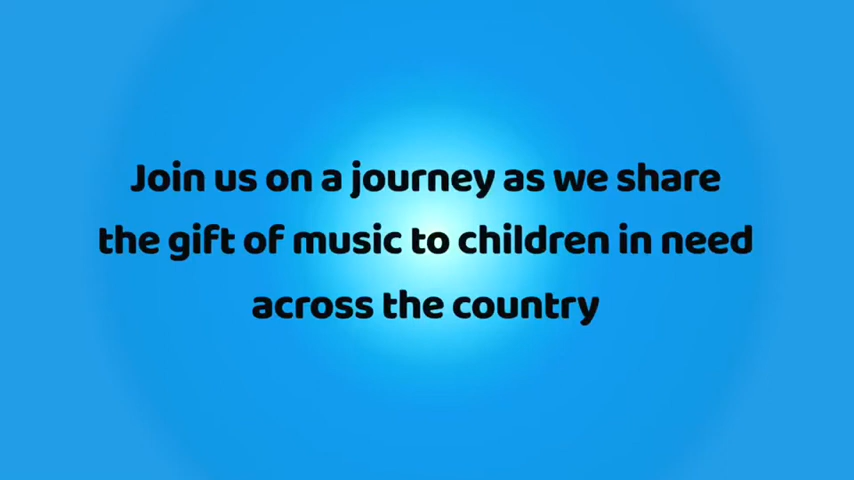 Join us on a journey as we share
the gift of music to children in need
across the country